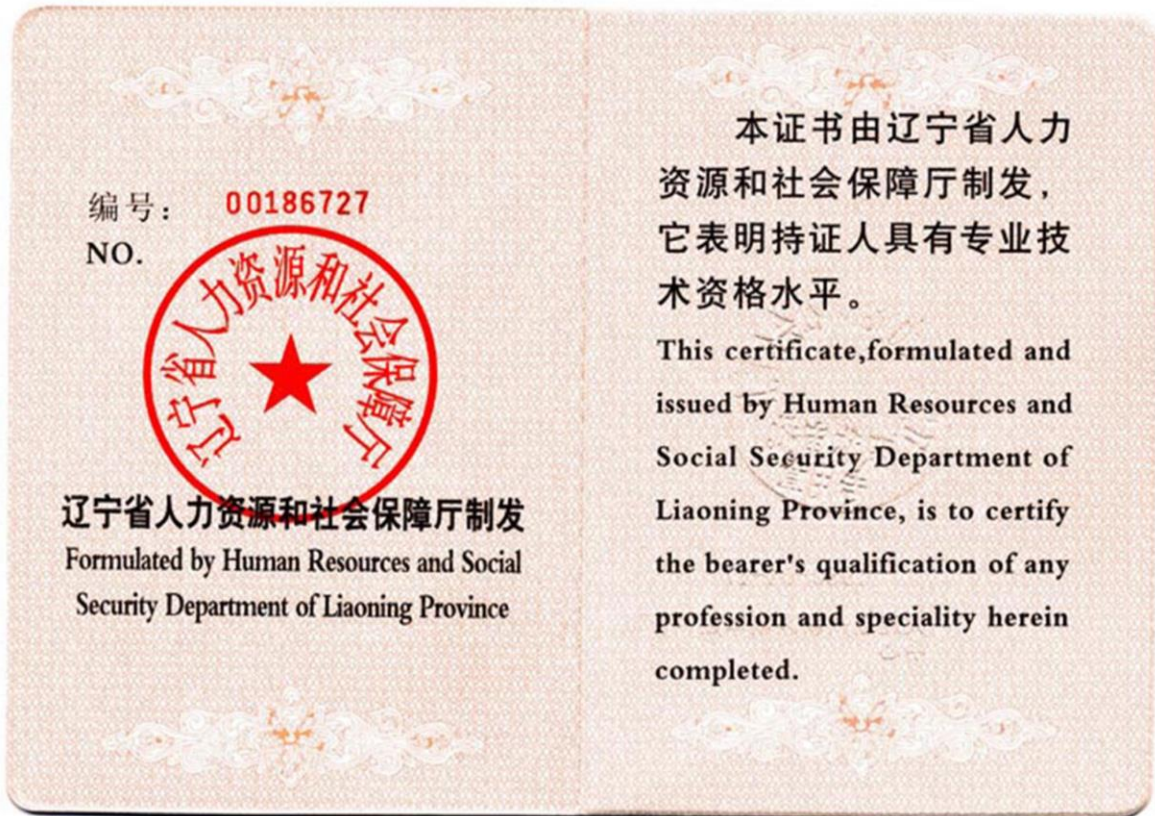 编号: 00186727
NO.
辽宁省人力资源和社会保障厅
辽宁省人力资源和社会保障厅制发
Formulated by Human Resources and Social
Security Department of Liaoning Province
本证书由辽宁省人力
资源和社会保障厅制发,
它表明持证人具有专业技
术资格水平。
This certificate,formulated and
issued by Human Resources and
Social Security Department of
Liaoning Province, is to certify
the bearer's qualification of any
profession and speciality herein
completed.